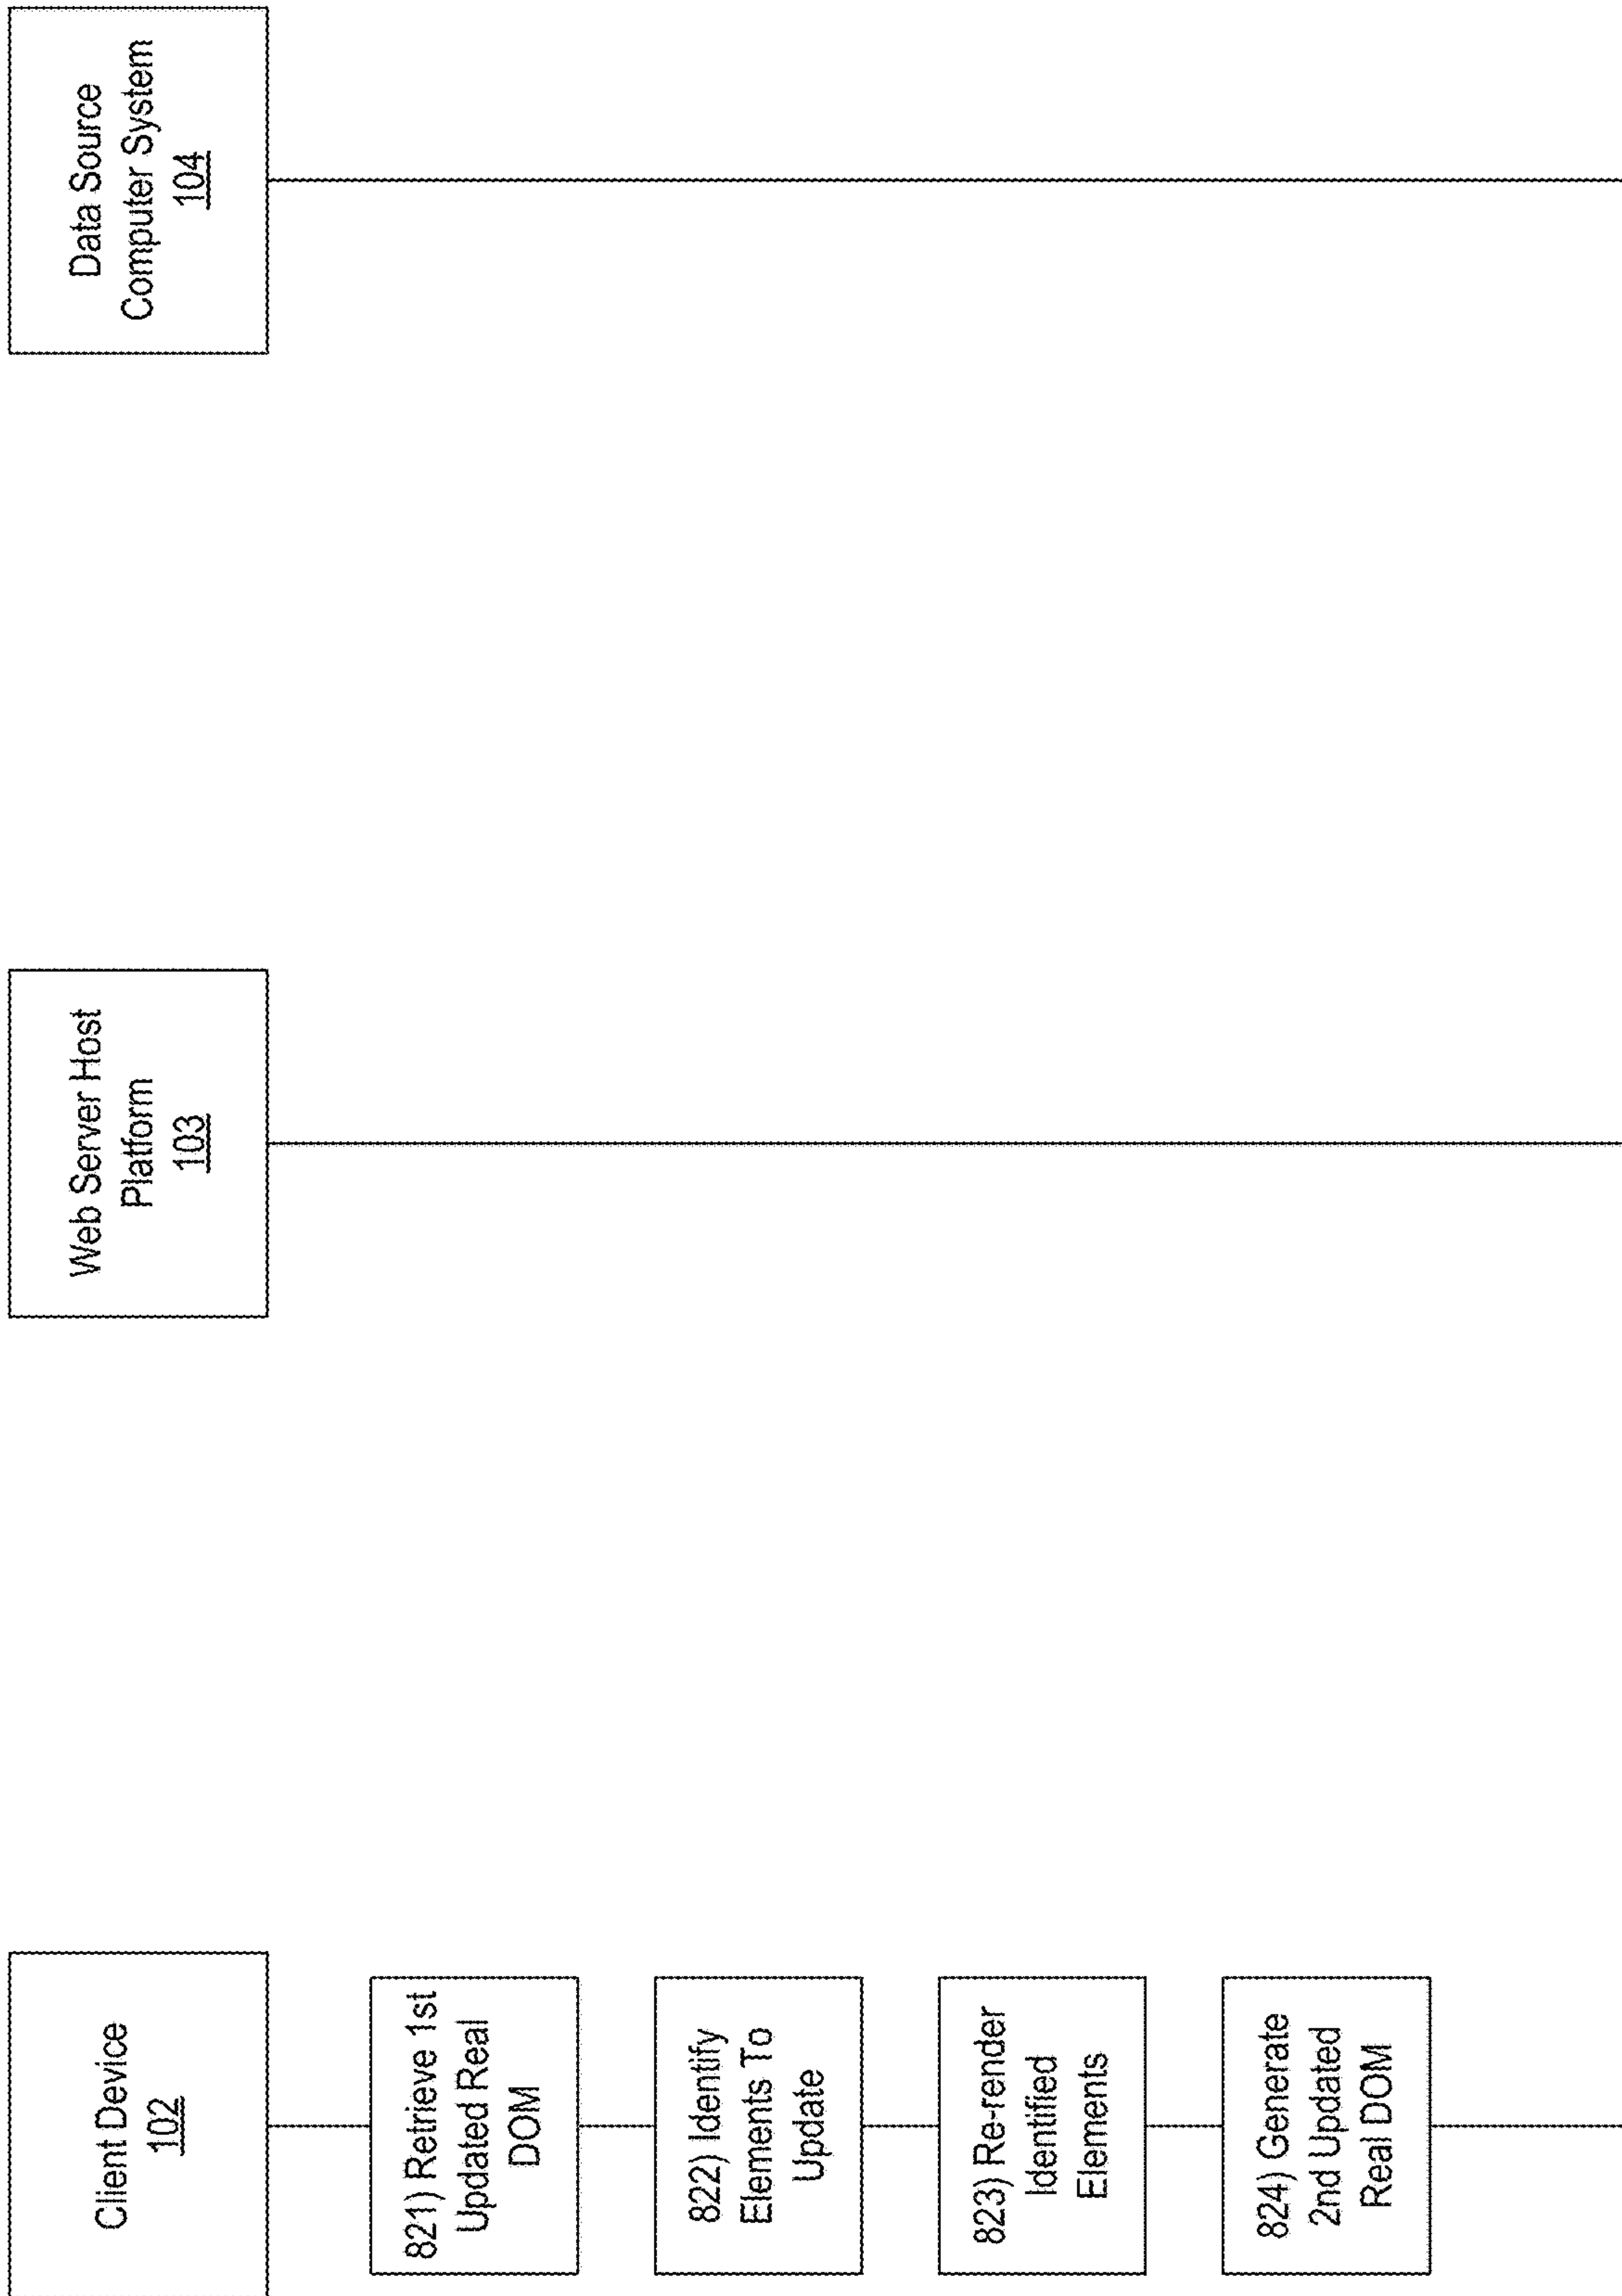 Client Device
102
Web Server Host
Platform
103
Data Source
Computer System
104
821) Retrieve 1st
Updated Real
DOM
822) Identify
Elements To
Update
823) Re-render
Identified
Elements
824) Generate
2nd Updated
Real DOM